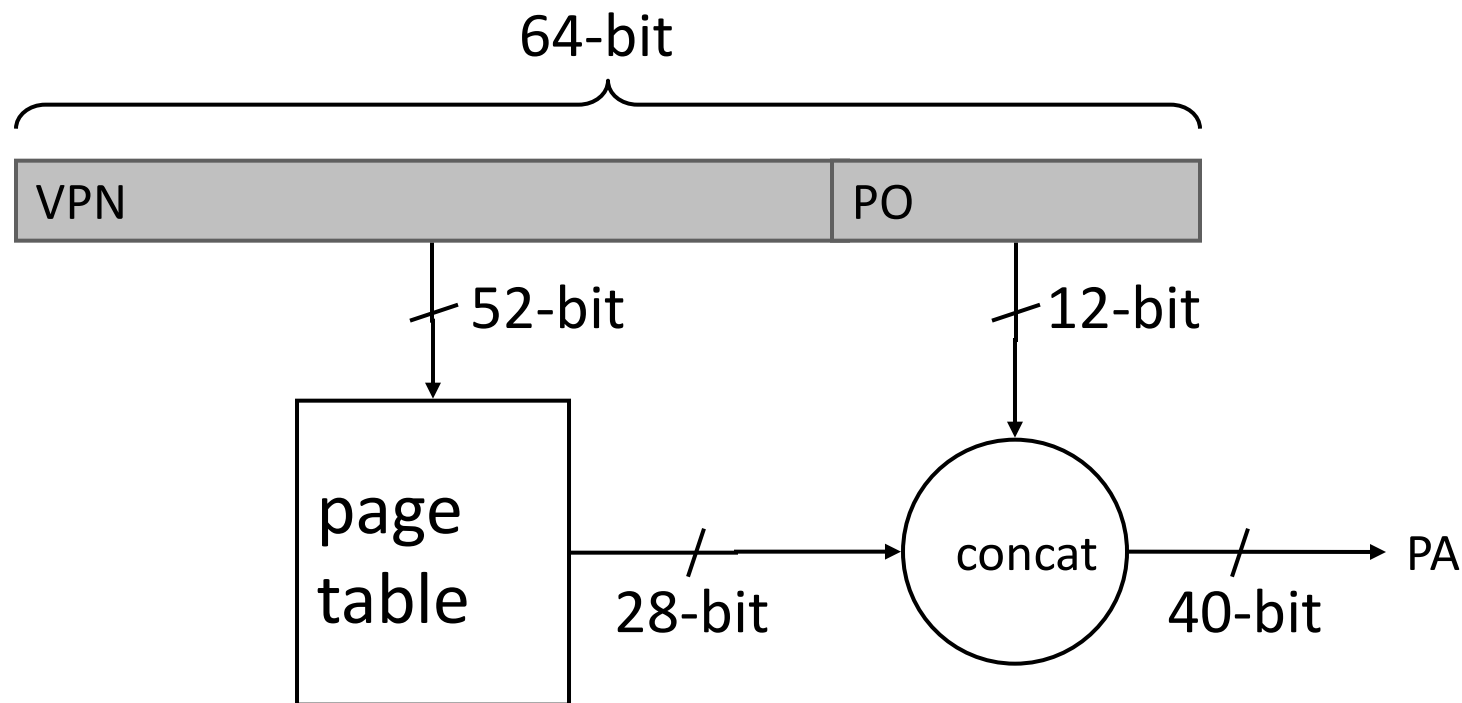 64-bit
VPN
PO
52-bit
12-bit
page
table
28-bit
concat
40-bit
PA